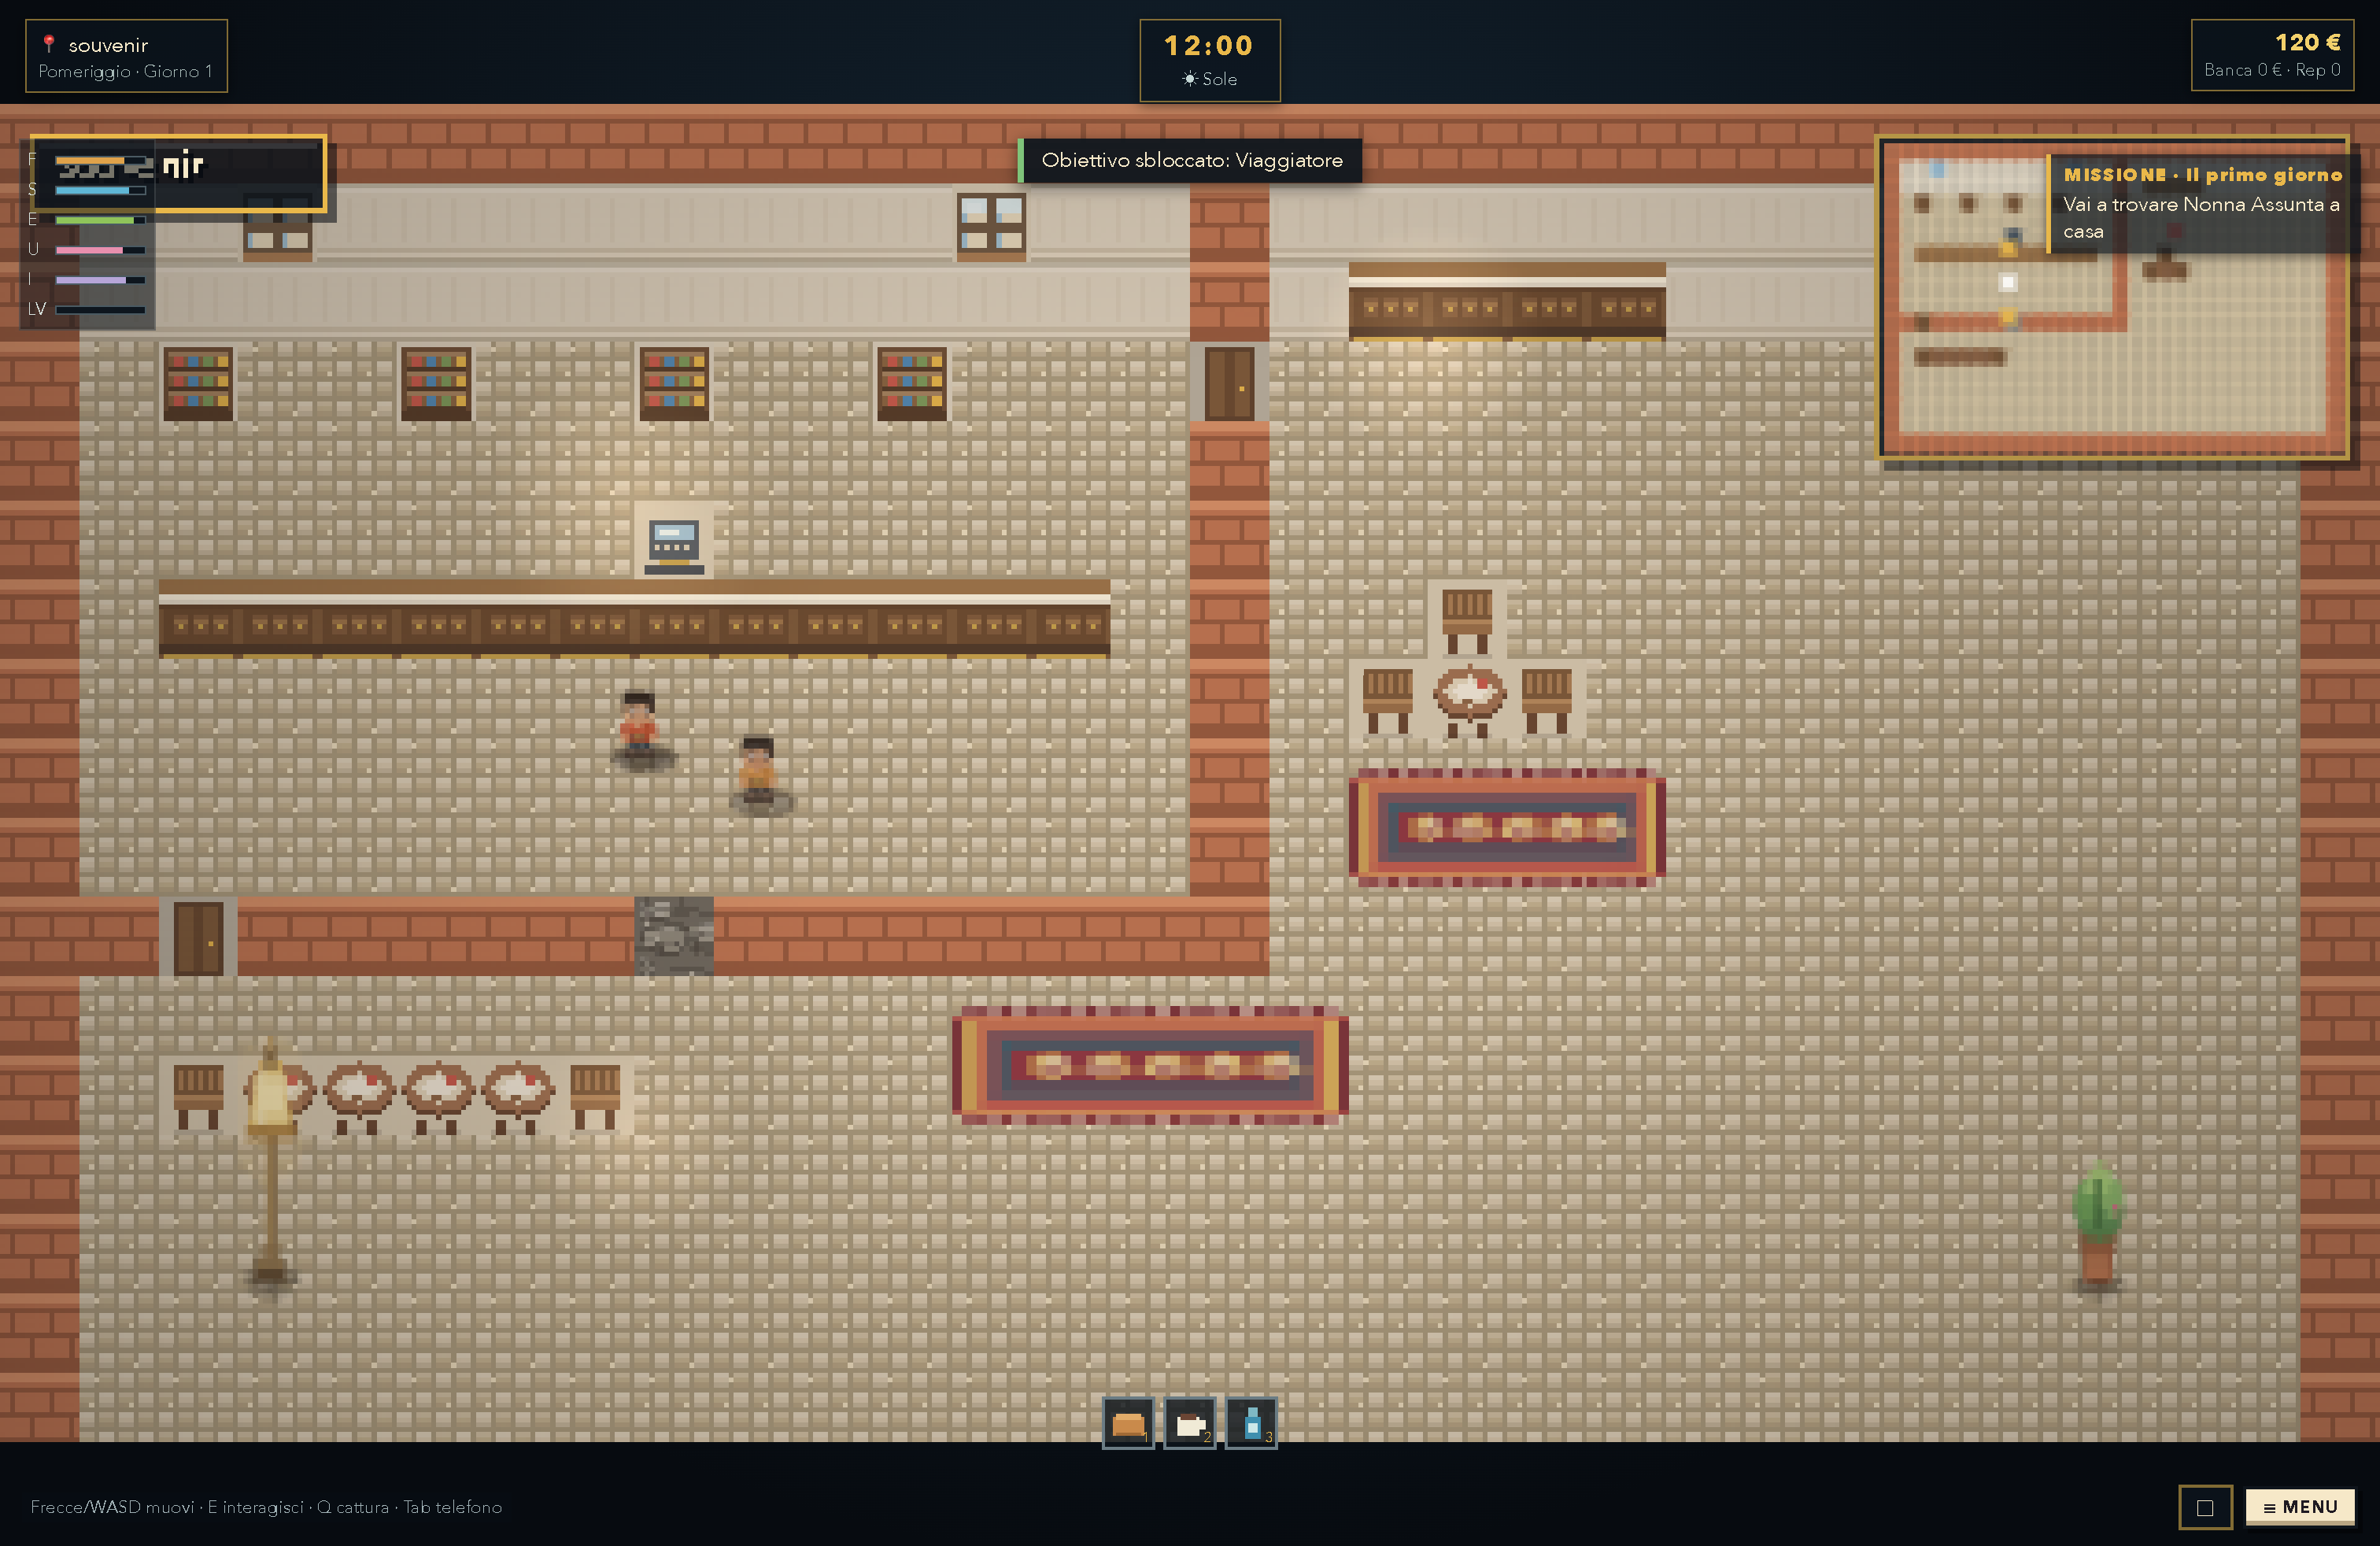 📍 souvenir
Pomeriggio · Giorno 1
12:00
☀ Sole
120 €
Banca 0 € · Rep 0
F
S
E
U
I
LV
Obiettivo sbloccato: Viaggiatore
MISSIONE · Il primo giorno
Vai a trovare Nonna Assunta a
casa
1
2
3
Frecce/WASD muovi · E interagisci · Q cattura · Tab telefono
≡ MENU